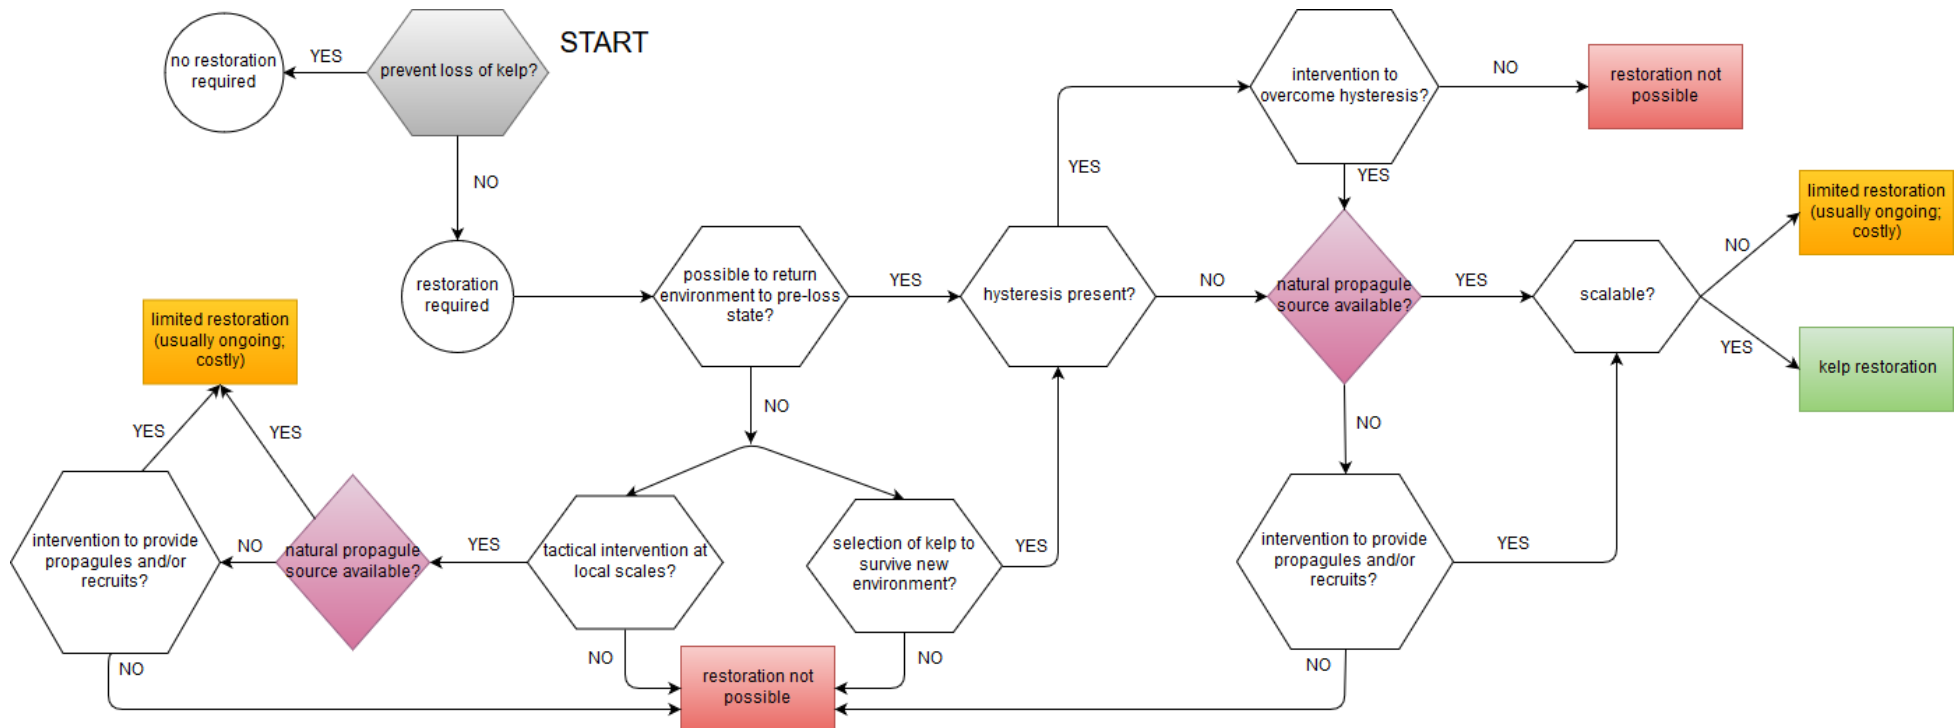 START
no restoration
required
YES
prevent loss of kelp?
NO
restoration
required
possible to return
environment to pre-loss
state?
YES
NO
hysteresis present?
YES
NO
intervention to
overcome hysteresis?
NO
restoration not
possible
YES
natural propagule
source available?
YES
scalable?
NO
limited restoration
(usually ongoing;
costly)
YES
kelp restoration
NO
intervention to provide
propagules and/or
recruits?
YES
NO
limited restoration
(usually ongoing;
costly)
YES
YES
intervention to provide
propagules and/or
recruits?
NO
natural propagule
source available?
YES
tactical intervention at
local scales?
selection of kelp to
survive new
environment?
YES
NO
NO
NO
restoration not
possible